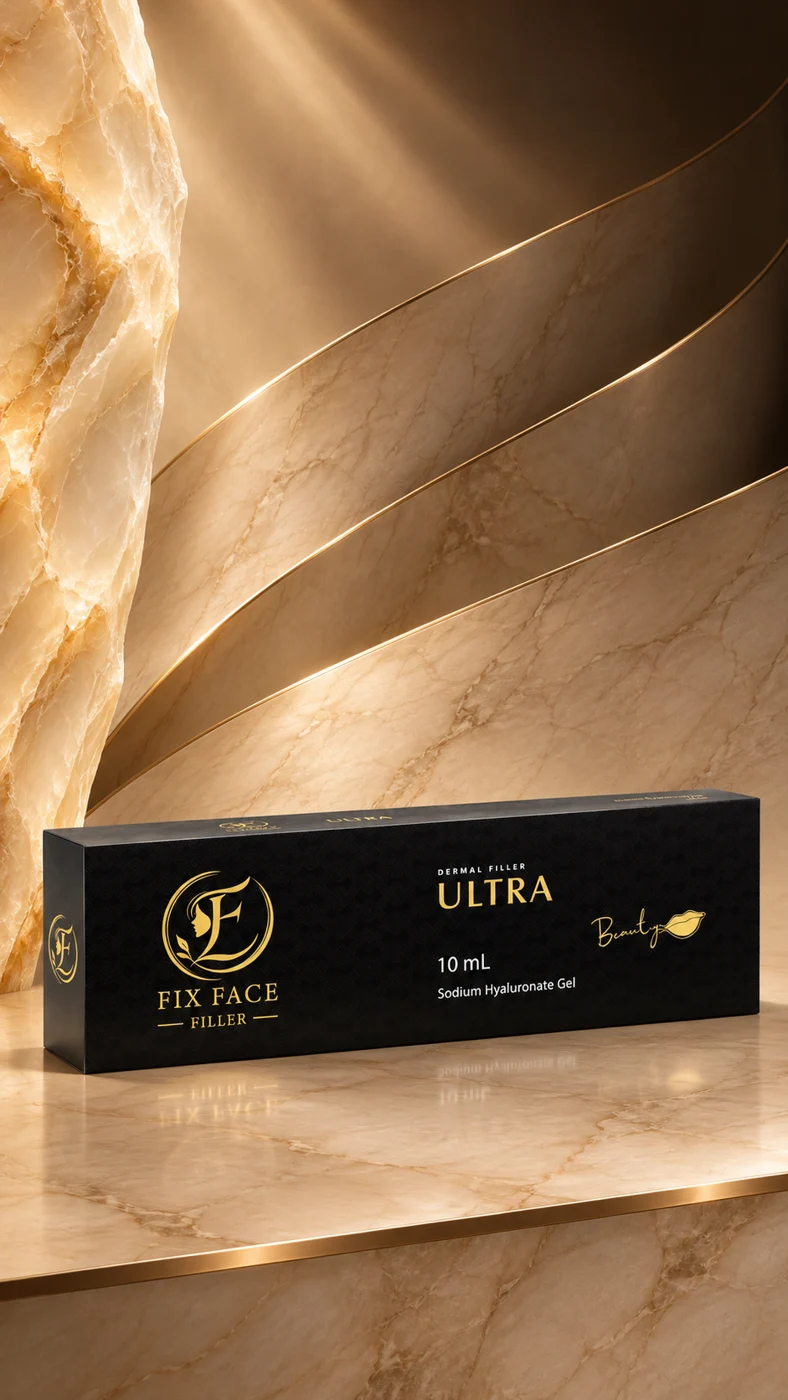 FIX FACE
FILLER
DERMAL FILLER
ULTRA
10 mL
Sodium Hyaluronate Gel
Beauty
ULTRA